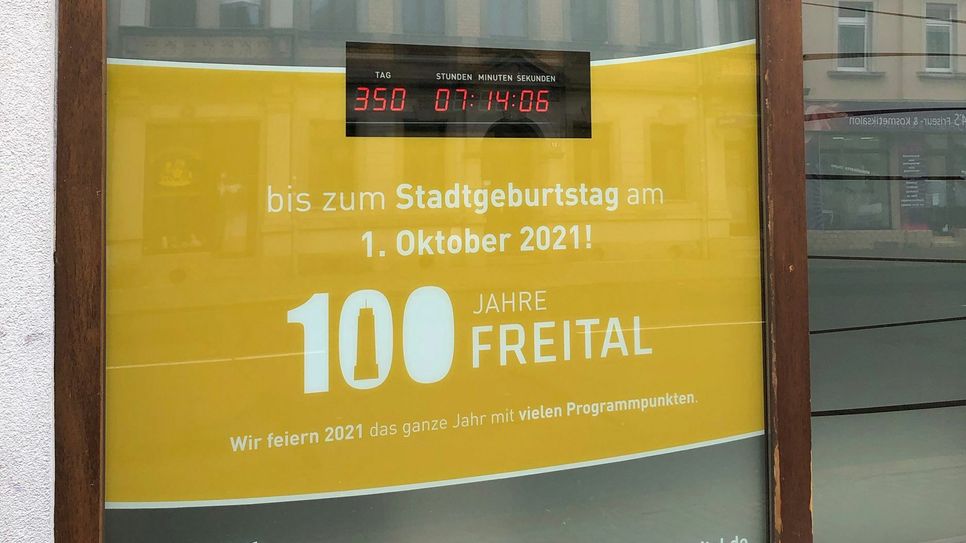 TAG STUNDEN MINUTEN SEKUNDEN
350 07:14:06
bis zum Stadtgeburtstag am
1. Oktober 2021!
100 JAHRE
FREITAL
Wir feiern 2021 das ganze Jahr mit vielen Programmpunkten.
Friseur- & Kosmetiksalon